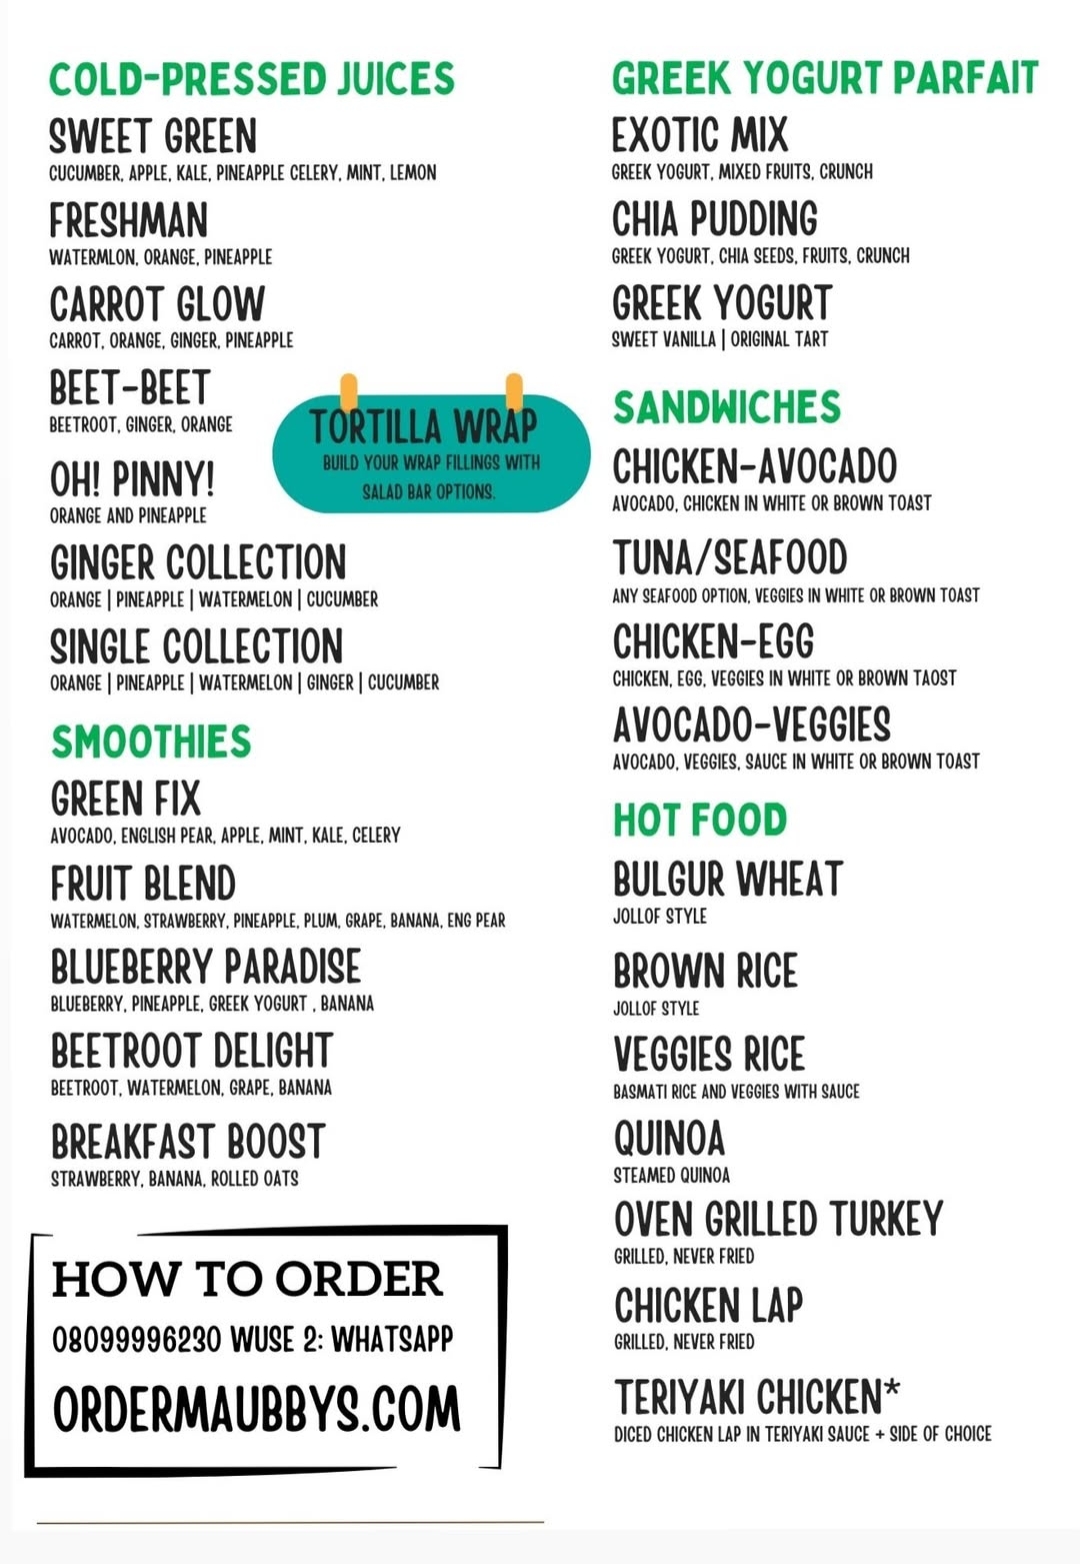 COLD-PRESSED JUICES
SWEET GREEN
CUCUMBER, APPLE, KALE, PINEAPPLE CELERY, MINT, LEMON
FRESHMAN
WATERMLON, ORANGE, PINEAPPLE
CARROT GLOW
CARROT, ORANGE, GINGER, PINEAPPLE
BEET-BEET
BEETROOT, GINGER, ORANGE
OH! PINNY!
ORANGE AND PINEAPPLE
GINGER COLLECTION
ORANGE | PINEAPPLE | WATERMELON | CUCUMBER
SINGLE COLLECTION
ORANGE | PINEAPPLE | WATERMELON | GINGER | CUCUMBER
TORTILLA WRAP
BUILD YOUR WRAP FILLINGS WITH
SALAD BAR OPTIONS.
SMOOTHIES
GREEN FIX
AVOCADO, ENGLISH PEAR, APPLE, MINT, KALE, CELERY
FRUIT BLEND
WATERMELON, STRAWBERRY, PINEAPPLE, PLUM, GRAPE, BANANA, ENG PEAR
BLUEBERRY PARADISE
BLUEBERRY, PINEAPPLE, GREEK YOGURT , BANANA
BEETROOT DELIGHT
BEETROOT, WATERMELON, GRAPE, BANANA
BREAKFAST BOOST
STRAWBERRY, BANANA, ROLLED OATS
HOW TO ORDER
08099996230 WUSE 2: WHATSAPP
ORDERMAUBBYS.COM
GREEK YOGURT PARFAIT
EXOTIC MIX
GREEK YOGURT, MIXED FRUITS, CRUNCH
CHIA PUDDING
GREEK YOGURT, CHIA SEEDS, FRUITS, CRUNCH
GREEK YOGURT
SWEET VANILLA | ORIGINAL TART
SANDWICHES
CHICKEN-AVOCADO
AVOCADO, CHICKEN IN WHITE OR BROWN TOAST
TUNA/SEAFOOD
ANY SEAFOOD OPTION, VEGGIES IN WHITE OR BROWN TOAST
CHICKEN-EGG
CHICKEN, EGG, VEGGIES IN WHITE OR BROWN TAOST
AVOCADO-VEGGIES
AVOCADO, VEGGIES, SAUCE IN WHITE OR BROWN TOAST
HOT FOOD
BULGUR WHEAT
JOLLOF STYLE
BROWN RICE
JOLLOF STYLE
VEGGIES RICE
BASMATI RICE AND VEGGIES WITH SAUCE
QUINOA
STEAMED QUINOA
OVEN GRILLED TURKEY
GRILLED, NEVER FRIED
CHICKEN LAP
GRILLED, NEVER FRIED
TERIYAKI CHICKEN*
DICED CHICKEN LAP IN TERIYAKI SAUCE + SIDE OF CHOICE